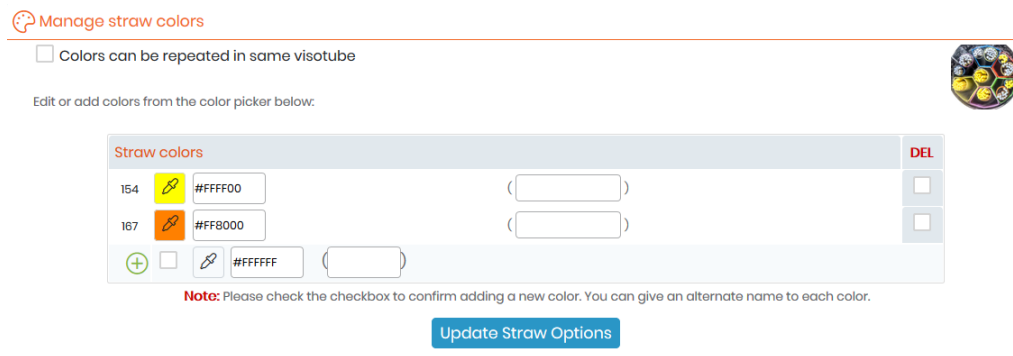 Manage straw colors
Colors can be repeated in same visotube
Edit or add colors from the color picker below:
Straw colors DEL
154 #FFFF00 ( )
167 #FF8000 ( )
#FFFFFF ( )
Note: Please check the checkbox to confirm adding a new color. You can give an alternate name to each color.
Update Straw Options